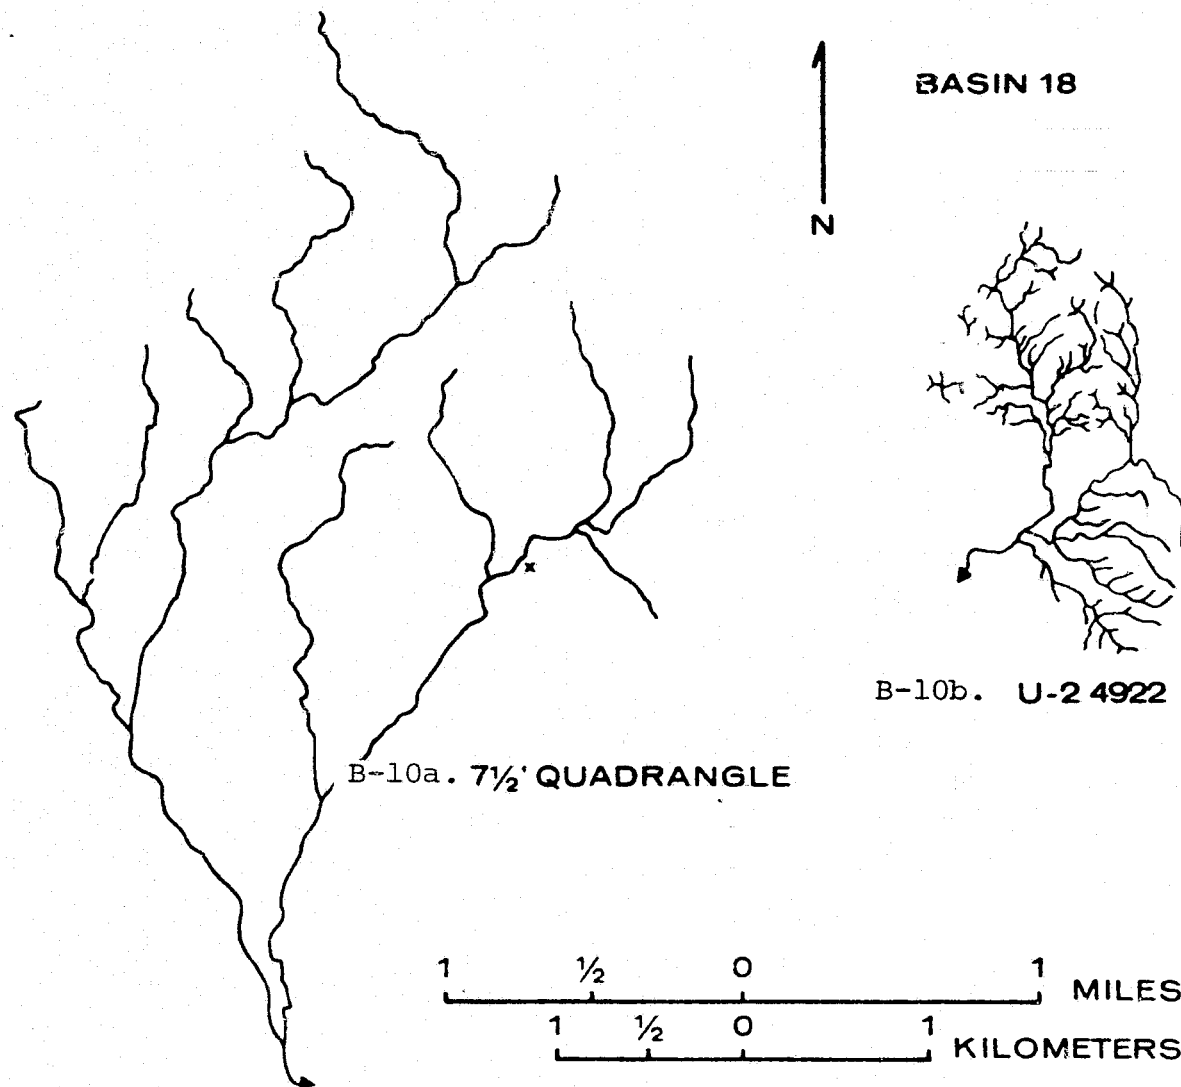 BASIN 18
N
B-10b. U-2 4922
B-10a. 7½' QUADRANGLE
1 ½ 0 1 MILES
1 ½ 0 1 KILOMETERS